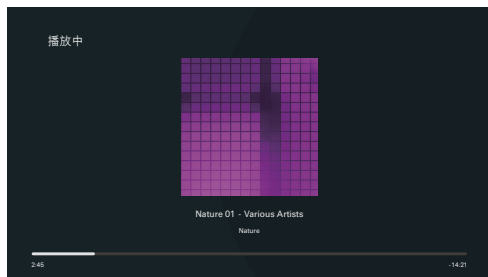 播放中
Nature 01 - Various Artists
Nature
2:45
-14:21